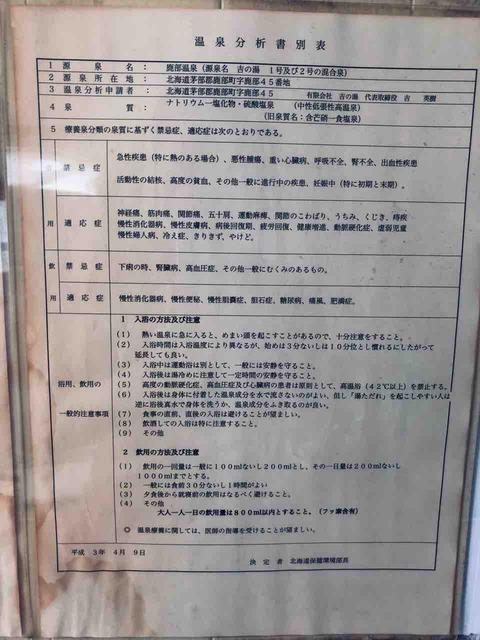 温泉分析書別表
1 源泉名 : 鹿部温泉（源泉名 吉の湯 1号及び2号の混合泉）
2 源泉所在地 : 北海道茅部郡鹿部町字鹿部45番地
3 温泉分析申請者 : 北海道茅部郡鹿部町字鹿部45 有限会社 吉の湯 代表取締役 吉 英樹
4 泉質 : ナトリウム－塩化物・硫酸塩泉 （中性低張性高温泉）
（旧泉質名：含芒硝－食塩泉）
5 療養泉分類の泉質に基ずく禁忌症、適応症は次のとおりである。
浴用 禁忌症 急性疾患（特に熱のある場合）、悪性腫瘍、重い心臓病、呼吸不全、腎不全、出血性疾患
活動性の結核、高度の貧血、その他一般に進行中の疾患、妊娠中（特に初期と末期）。
適応症 神経痛、筋肉痛、関節痛、五十肩、運動麻痺、関節のこわばり、うちみ、くじき、痔疾
慢性消化器病、慢性皮膚病、病後回復期、疲労回復、健康増進、動脈硬化症、虚弱児童
慢性婦人病、冷え症、きりきず、やけど。
飲用 禁忌症 下痢の時、腎臓病、高血圧症、その他一般にむくみのあるもの。
適応症 慢性消化器病、慢性便秘、慢性胆嚢症、胆石症、糖尿病、痛風、肥満症。
浴用、飲用の
一般的注意事項
1 入浴の方法及び注意
(1) 熱い温泉に急に入ると、めまい頭を起こすことがあるので、十分注意をすること。
(2) 入浴時間は入浴温度により異なるが、始めは3分ないしは10分位とし慣れるにしたがって
延長しても良い。
(3) 入浴中は運動浴は別として、一般には安静を守ること。
(4) 入浴後は湯冷めに注意して一定時間の安静を守ること。
(5) 高度の動脈硬化症、高血圧症及び心臓病の患者は原則として、高温浴（42℃以上）を禁止する。
(6) 入浴後は身体に付着した温泉成分を水で流さないのがよい、但し「湯ただれ」を起こしやすい人は
逆に浴後真水で身体を洗うか、温泉成分をふき取るのが良い。
(7) 食事の直前、直後の入浴は避けることが望ましい。
(8) 飲酒しての入浴は特に注意すること。
(9) その他
2 飲用の方法及び注意
(1) 飲用の一回量は一般に100mlないし200mlとし、その一日量は200mlないし
1000mlまでとする。
(2) 一般には食前30分ないし1時間がよい
(3) 夕食後から就寝前の飲用はなるべく避けること。
(4) その他
大人一人一日の飲用量は800ml以内とすること。（フッ素含有）
◎ 温泉療養に関しては、医師の指導を受けることが望ましい。
平成 3年 4月 9日
決定者 北海道保健環境部長